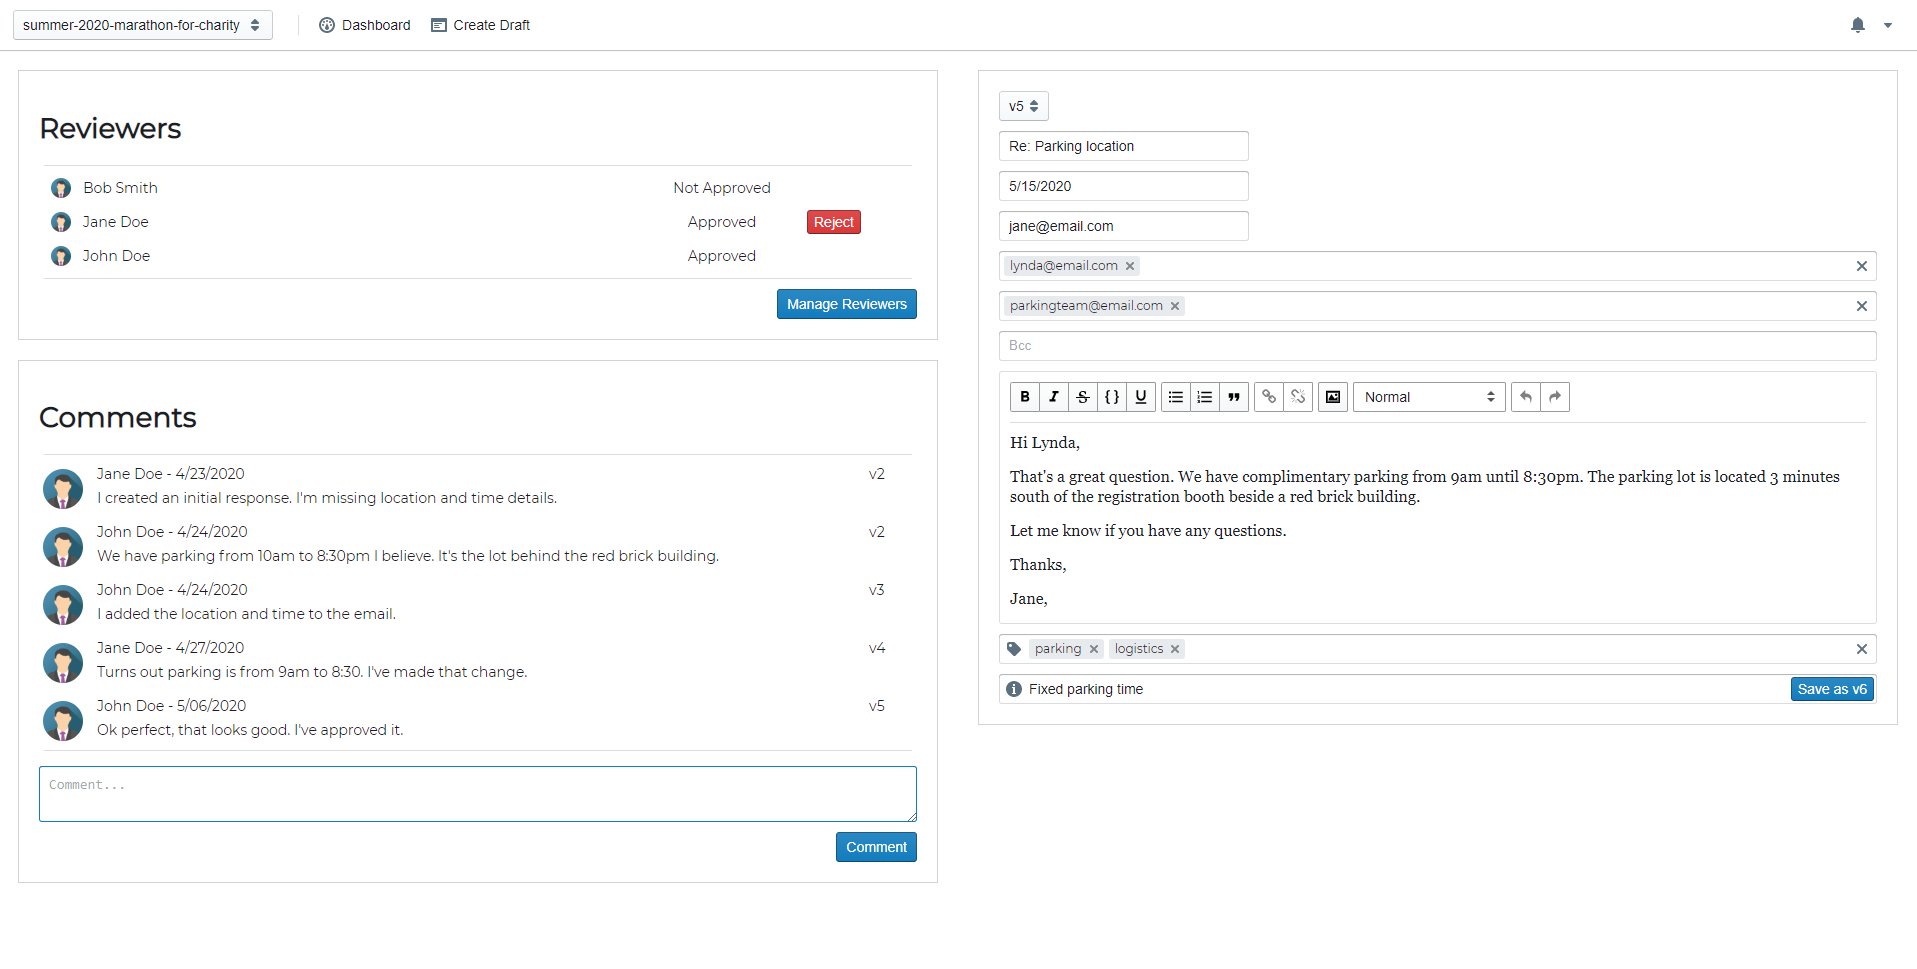 summer-2020-marathon-for-charity
Dashboard
Create Draft
Reviewers
Bob Smith Not Approved
Jane Doe Approved Reject
John Doe Approved
Manage Reviewers
Comments
Jane Doe - 4/23/2020 v2
I created an initial response. I'm missing location and time details.
John Doe - 4/24/2020 v2
We have parking from 10am to 8:30pm I believe. It's the lot behind the red brick building.
John Doe - 4/24/2020 v3
I added the location and time to the email.
Jane Doe - 4/27/2020 v4
Turns out parking is from 9am to 8:30. I've made that change.
John Doe - 5/06/2020 v5
Ok perfect, that looks good. I've approved it.
Comment...
Comment
v5
Re: Parking location
5/15/2020
jane@email.com
lynda@email.com
parkingteam@email.com
Bcc
B I S {} U Normal
Hi Lynda,
That's a great question. We have complimentary parking from 9am until 8:30pm. The parking lot is located 3 minutes
south of the registration booth beside a red brick building.
Let me know if you have any questions.
Thanks,
Jane,
parking logistics
Fixed parking time Save as v6